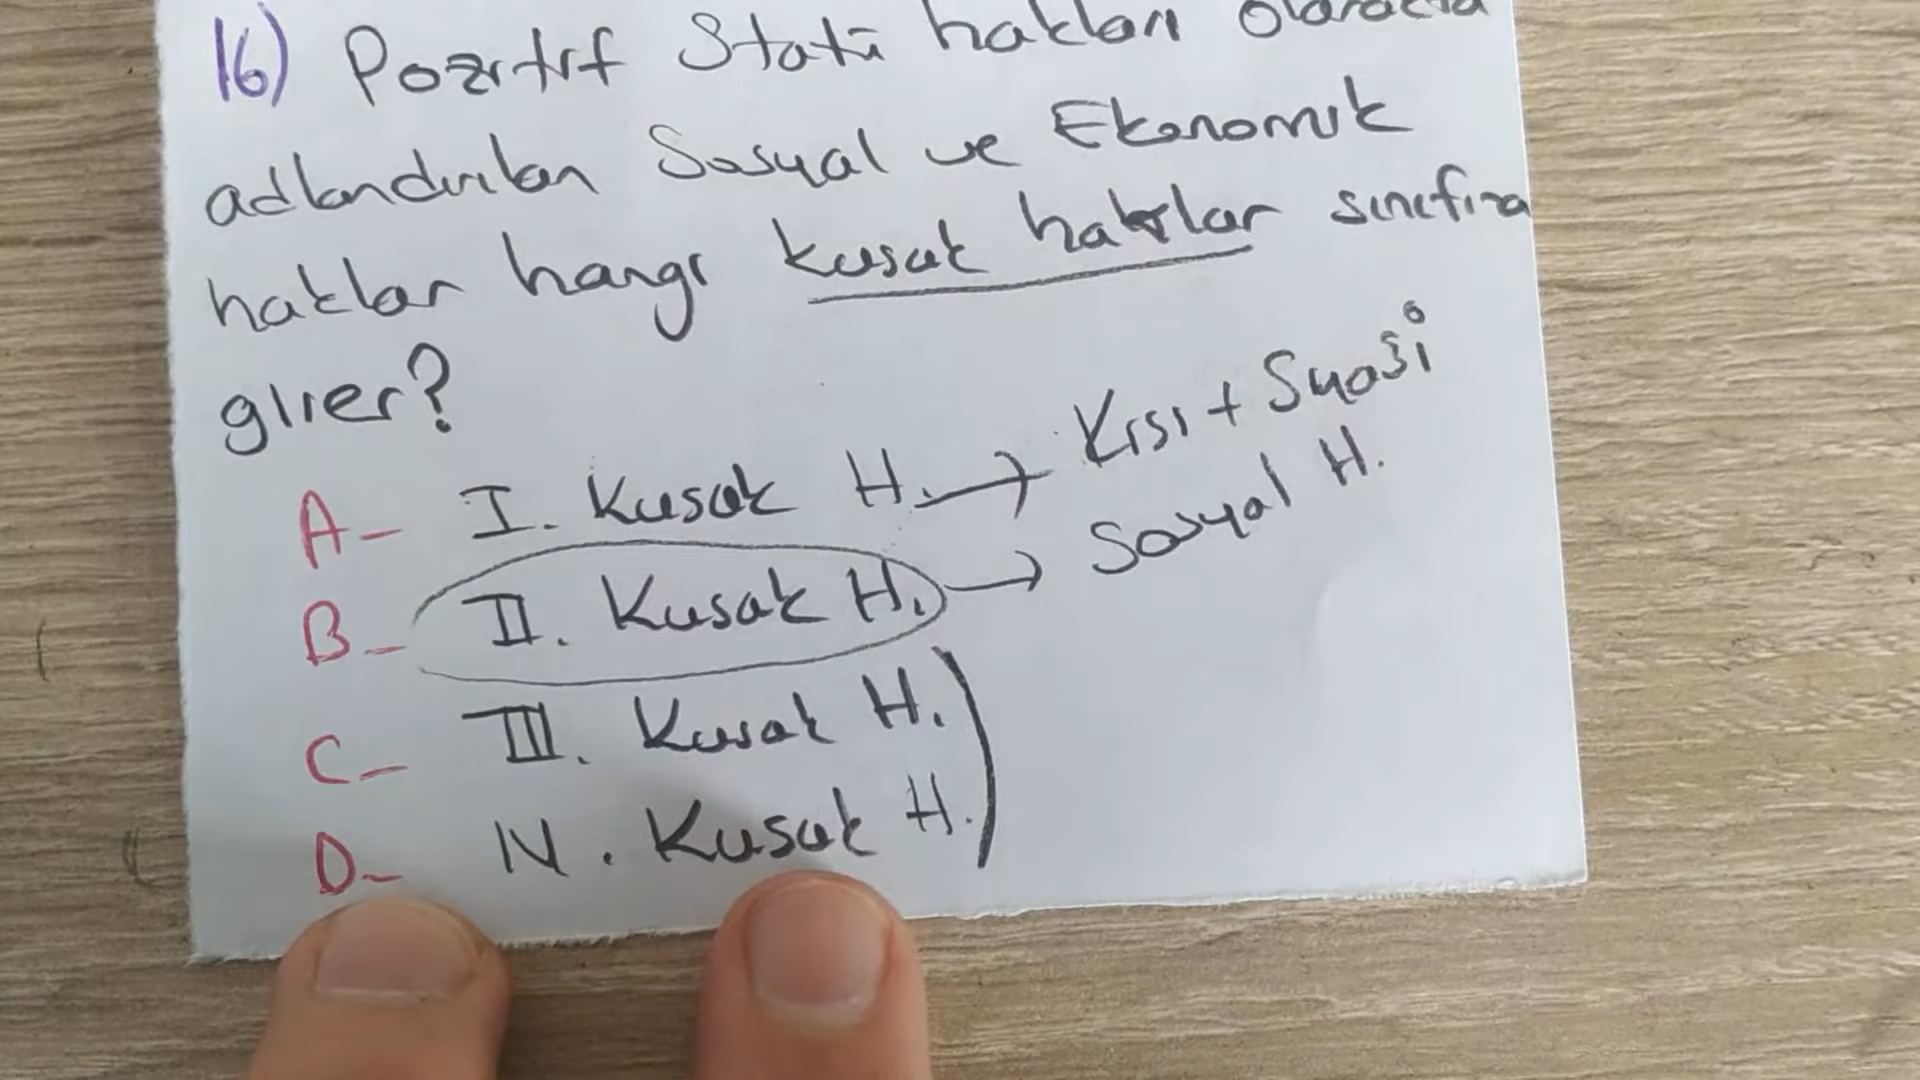 16) Pozitif Statü hakları olarakta
adlandırılan Sosyal ve Ekonomik
haklar hangi kuşak haklar sınıfına
girer?
A- I. Kuşak H. → Kişi + Siyasi
B- II. Kuşak H. → Sosyal H.
C- III. Kuşak H.
D- IV. Kuşak H.